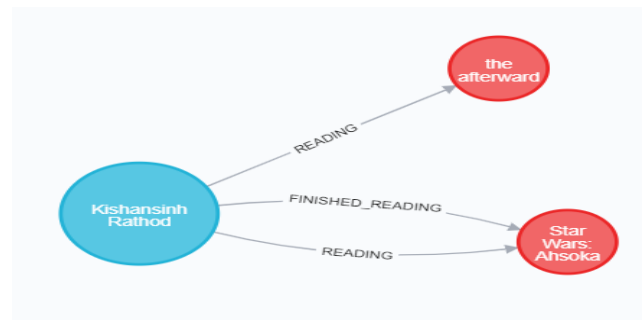 the
afterward
READING
Kishansinh
Rathod
FINISHED_READING
READING
Star
Wars:
Ahsoka